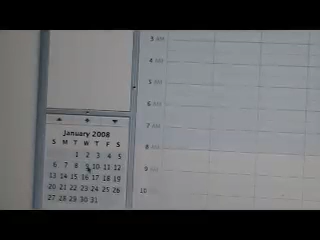 3 AM
4 AM
5 AM
6 AM
7 AM
8 AM
9 AM
10
January 2008
S M T W T F S
1 2 3 4 5
6 7 8 9 10 11 12
13 14 15 16 17 18 19
20 21 22 23 24 25 26
27 28 29 30 31